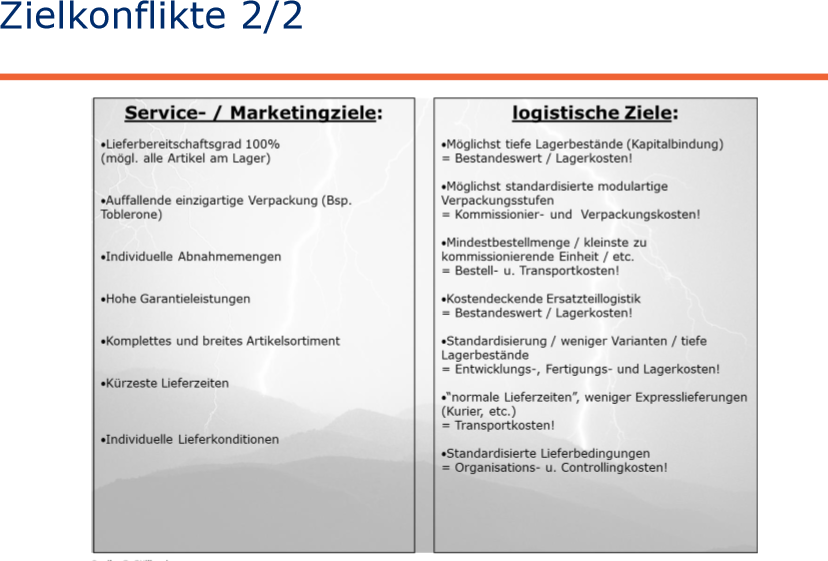 Zielkonflikte 2/2
Service- / Marketingziele:
•Lieferbereitschaftsgrad 100%
(mögl. alle Artikel am Lager)
•Auffallende einzigartige Verpackung (Bsp.
Toblerone)
•Individuelle Abnahmemengen
•Hohe Garantieleistungen
•Komplettes und breites Artikelsortiment
•Kürzeste Lieferzeiten
•Individuelle Lieferkonditionen
logistische Ziele:
•Möglichst tiefe Lagerbestände (Kapitalbindung)
= Bestandeswert / Lagerkosten!
•Möglichst standardisierte modulartige
Verpackungsstufen
= Kommissionier- und Verpackungskosten!
•Mindestbestellmenge / kleinste zu
kommissionierende Einheit / etc.
= Bestell- u. Transportkosten!
•Kostendeckende Ersatzteillogistik
= Bestandeswert / Lagerkosten!
•Standardisierung / weniger Varianten / tiefe
Lagerbestände
= Entwicklungs-, Fertigungs- und Lagerkosten!
•“normale Lieferzeiten”, weniger Expresslieferungen
(Kurier, etc.)
= Transportkosten!
•Standardisierte Lieferbedingungen
= Organisations- u. Controllingkosten!